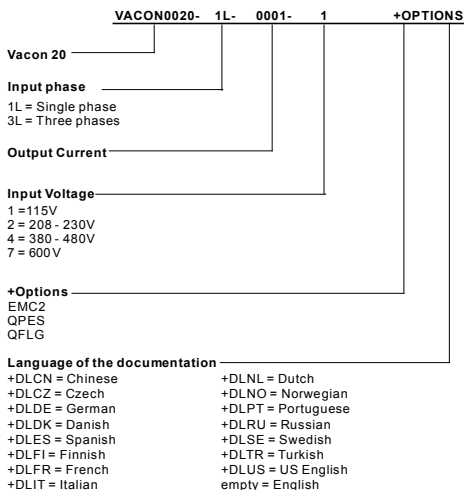 VACON0020- 1L- 0001- 1 +OPTIONS
Vacon 20
Input phase
1L = Single phase
3L = Three phases
Output Current
Input Voltage
1 =115V
2 = 208 - 230V
4 = 380 - 480V
7 = 600V
+Options
EMC2
QPES
QFLG
Language of the documentation
+DLCN = Chinese +DLNL = Dutch
+DLCZ = Czech +DLNO = Norwegian
+DLDE = German +DLPT = Portuguese
+DLDK = Danish +DLRU = Russian
+DLES = Spanish +DLSE = Swedish
+DLFI = Finnish +DLTR = Turkish
+DLFR = French +DLUS = US English
+DLIT = Italian empty = English